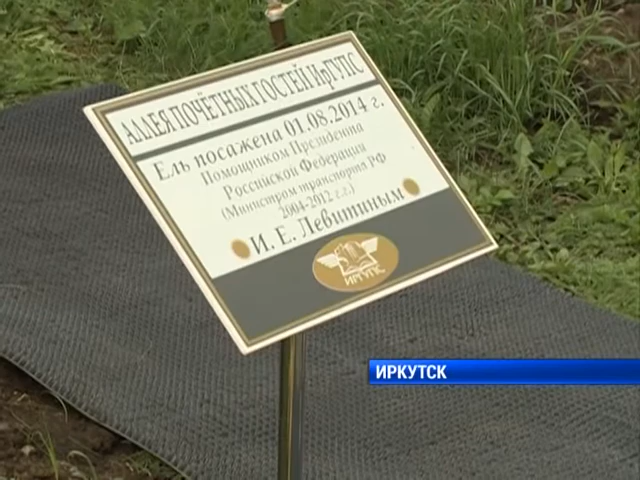 АЛЛЕЯ ПОЧЁТНЫХ ГОСТЕЙ ИрГУПС
Ель посажена 01.08.2014 г.
Помощником Президента
Российской Федерации
(Министром транспорта РФ
2004-2012 г.г.)
И. Е. Левитиным
ИРГУПС
ИРКУТСК